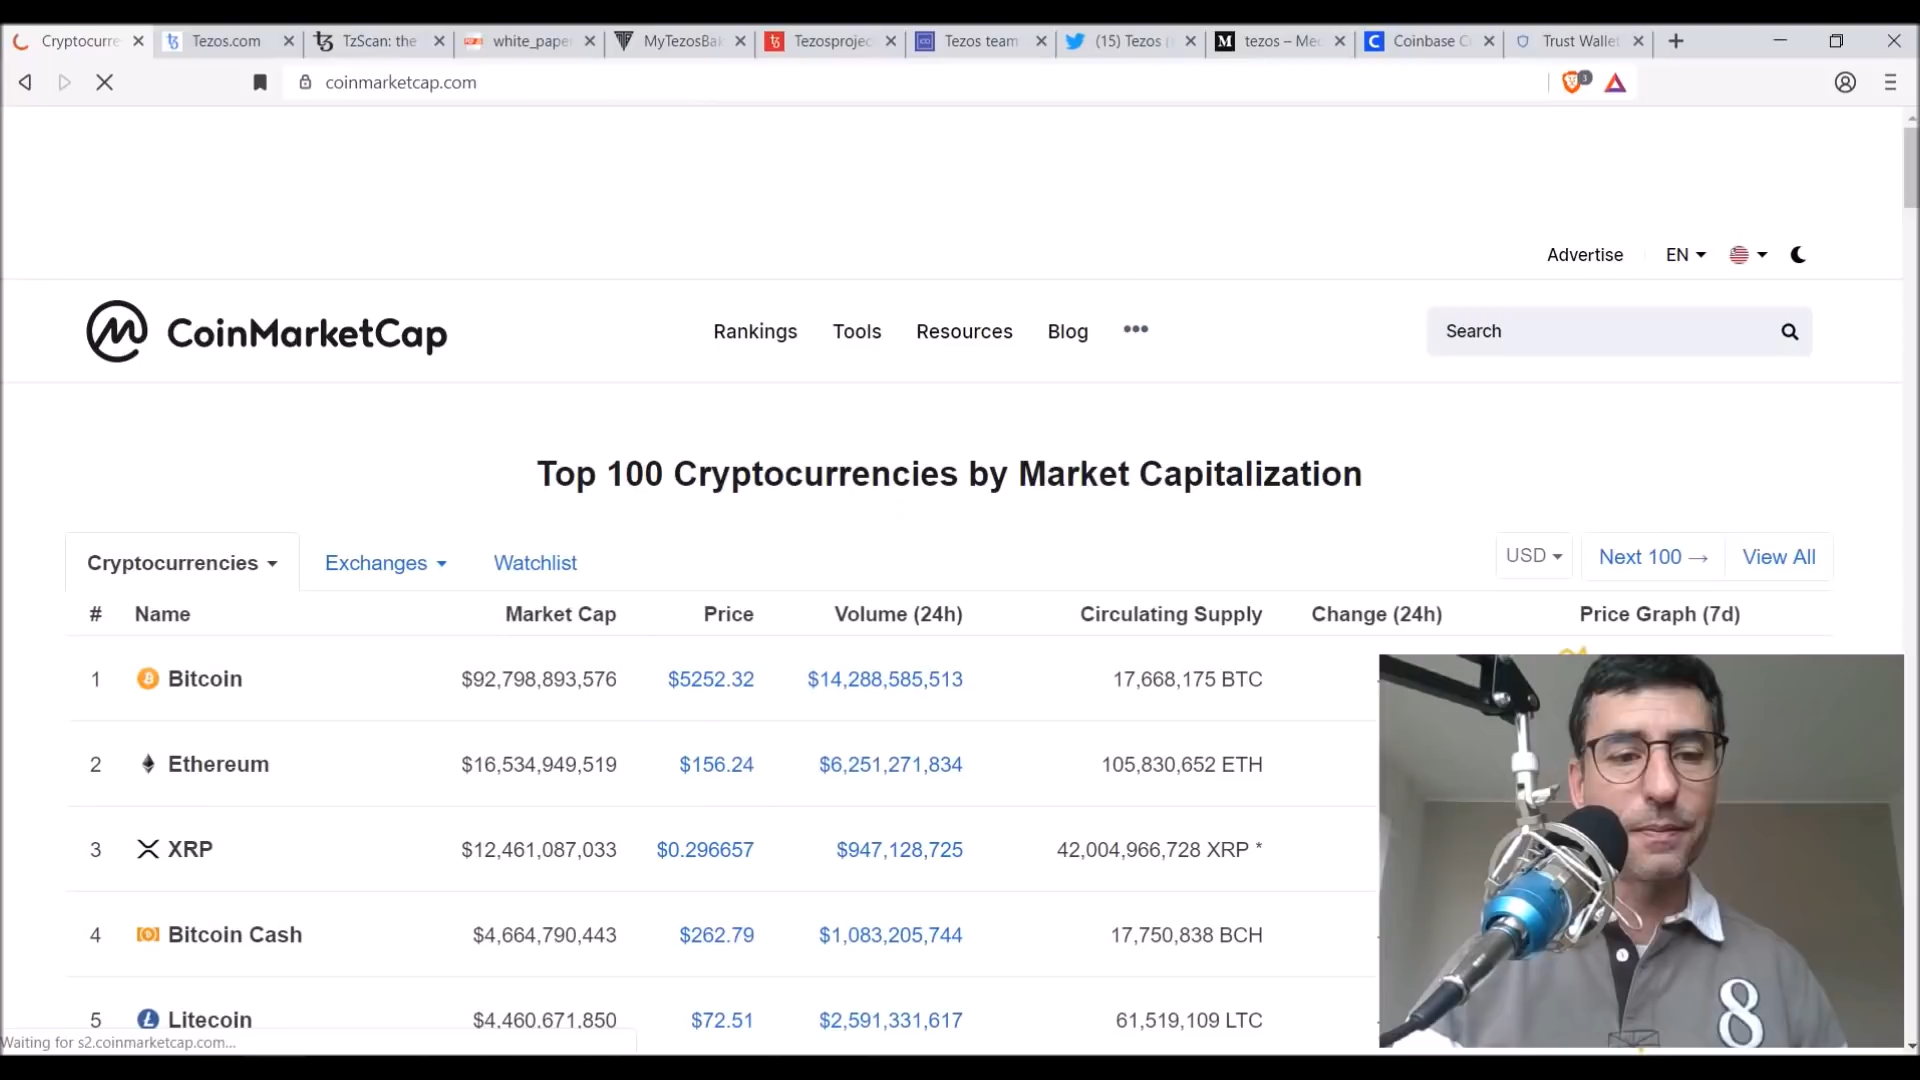 Cryptocurre
Tezos.com
TzScan: the
white_pape
MyTezosBak
Tezosprojec
Tezos team
(15) Tezos (
tezos – Med
Coinbase C
Trust Wallet
coinmarketcap.com
3
Advertise
EN
CoinMarketCap
Rankings
Tools
Resources
Blog
Search
Top 100 Cryptocurrencies by Market Capitalization
Cryptocurrencies
Exchanges
Watchlist
USD
Next 100 →
View All
# Name Market Cap Price Volume (24h) Circulating Supply Change (24h) Price Graph (7d)
1 Bitcoin $92,798,893,576 $5252.32 $14,288,585,513 17,668,175 BTC
2 Ethereum $16,534,949,519 $156.24 $6,251,271,834 105,830,652 ETH
3 XRP $12,461,087,033 $0.296657 $947,128,725 42,004,966,728 XRP *
4 Bitcoin Cash $4,664,790,443 $262.79 $1,083,205,744 17,750,838 BCH
5 Litecoin $4,460,671,850 $72.51 $2,591,331,617 61,519,109 LTC
Waiting for s2.coinmarketcap.com...
8